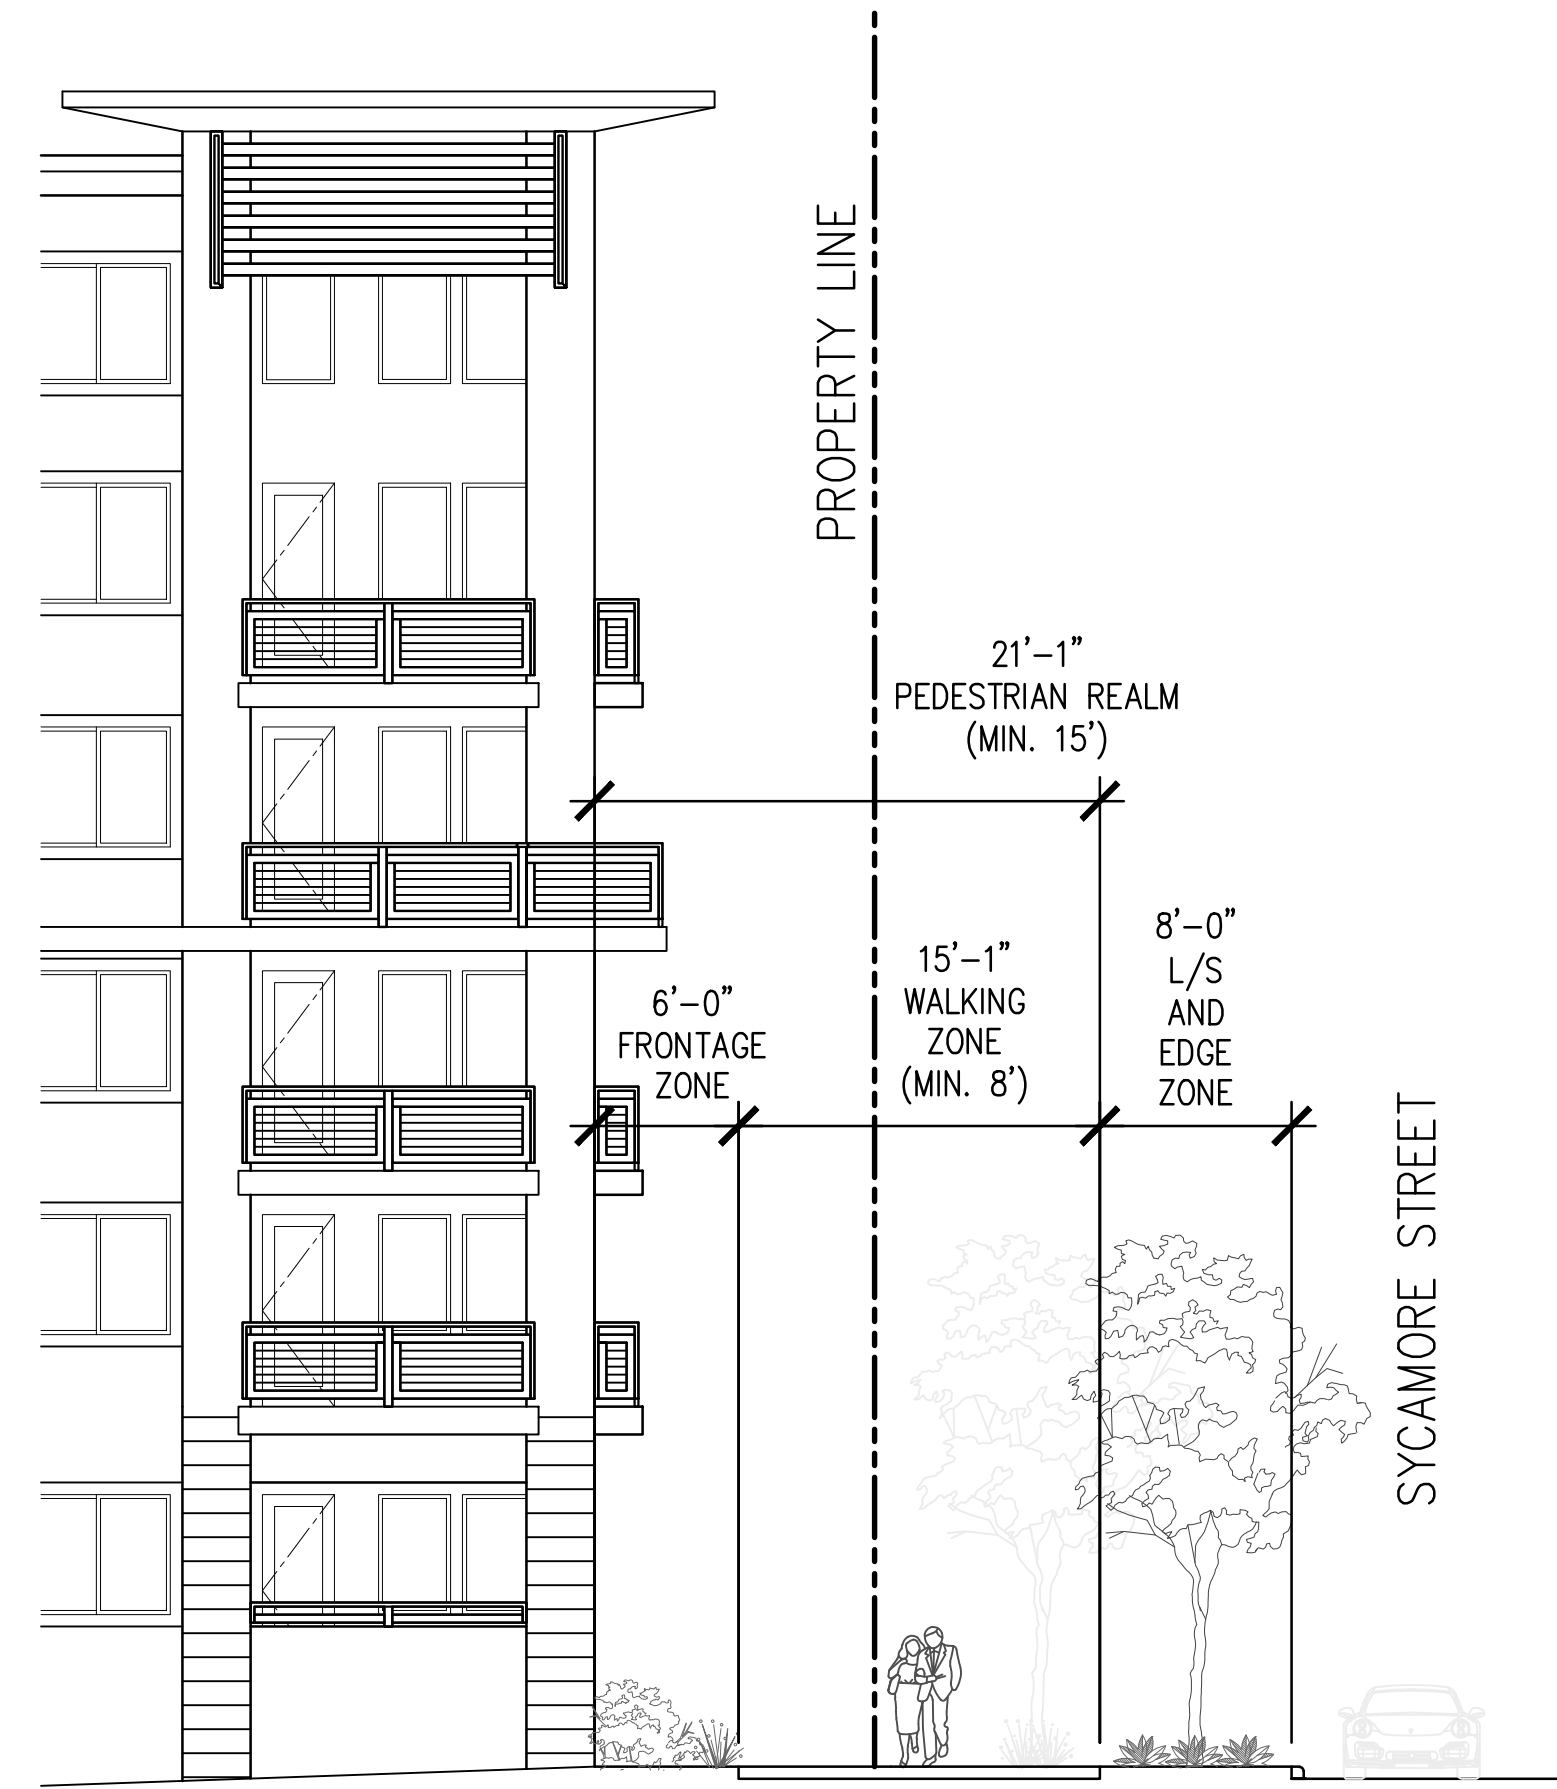 PROPERTY LINE
21'-1"
PEDESTRIAN REALM
(MIN. 15')
6'-0"
FRONTAGE
ZONE
15'-1"
WALKING
ZONE
(MIN. 8')
8'-0"
L/S
AND
EDGE
ZONE
SYCAMORE STREET